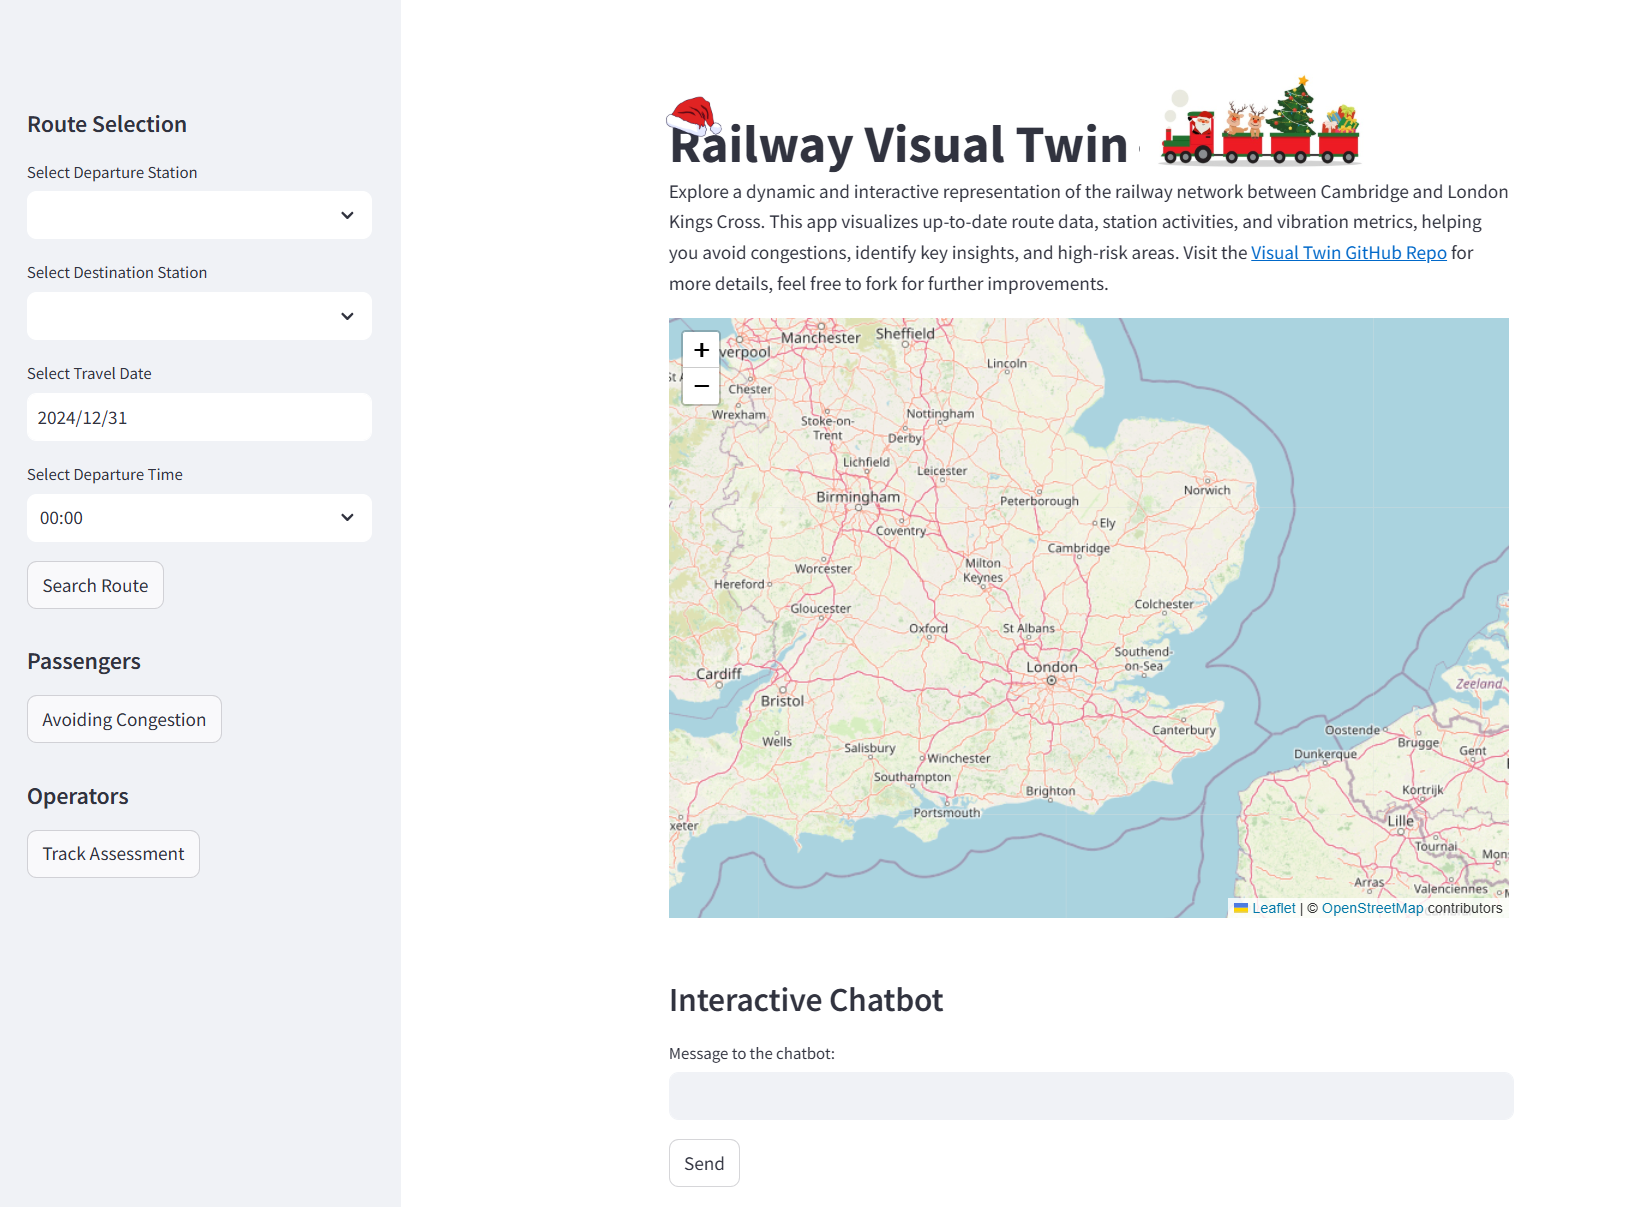 Route Selection
Select Departure Station
Select Destination Station
Select Travel Date
2024/12/31
Select Departure Time
00:00
Search Route
Passengers
Avoiding Congestion
Operators
Track Assessment
Railway Visual Twin
Explore a dynamic and interactive representation of the railway network between Cambridge and London
Kings Cross. This app visualizes up-to-date route data, station activities, and vibration metrics, helping
you avoid congestions, identify key insights, and high-risk areas. Visit the Visual Twin GitHub Repo for
more details, feel free to fork for further improvements.
+
−
Manchester
Sheffield
verpool
Lincoln
St A
Chester
Wrexham
Stoke-on-
Trent
Nottingham
Derby
Lichfield
Leicester
Birmingham
Peterborough
Norwich
Coventry
Ely
Cambridge
Worcester
Milton
Keynes
Hereford
Gloucester
Colchester
Oxford
St Albans
Southend-
on-Sea
London
Cardiff
Bristol
Zeeland
Canterbury
Oostende
Brugge
Gent
Wells
Salisbury
Winchester
Dunkerque
Southampton
Brighton
Kortrijk
Portsmouth
xeter
Lille
Tournai
Mon
Arras
Valenciennes
Leaflet | © OpenStreetMap contributors
Interactive Chatbot
Message to the chatbot:
Send